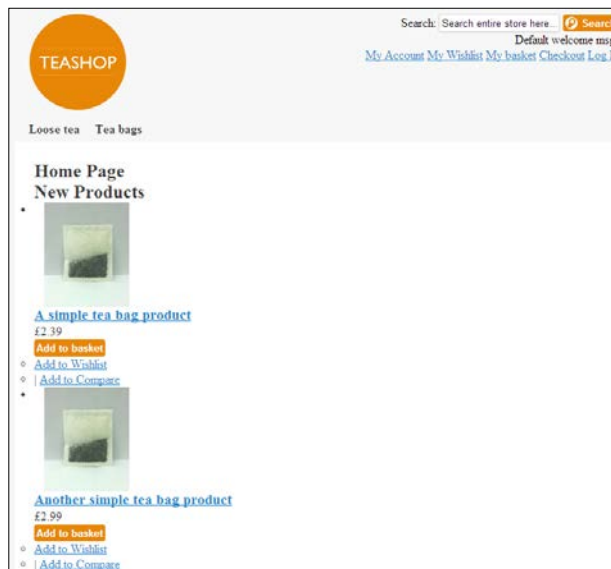 TEASHOP
Search: Search entire store here... Search
Default welcome msg
My Account My Wishlist My basket Checkout Log
Loose tea Tea bags
Home Page
New Products
A simple tea bag product
£2.39
Add to basket
Add to Wishlist
| Add to Compare
Another simple tea bag product
£2.99
Add to basket
Add to Wishlist
| Add to Compare